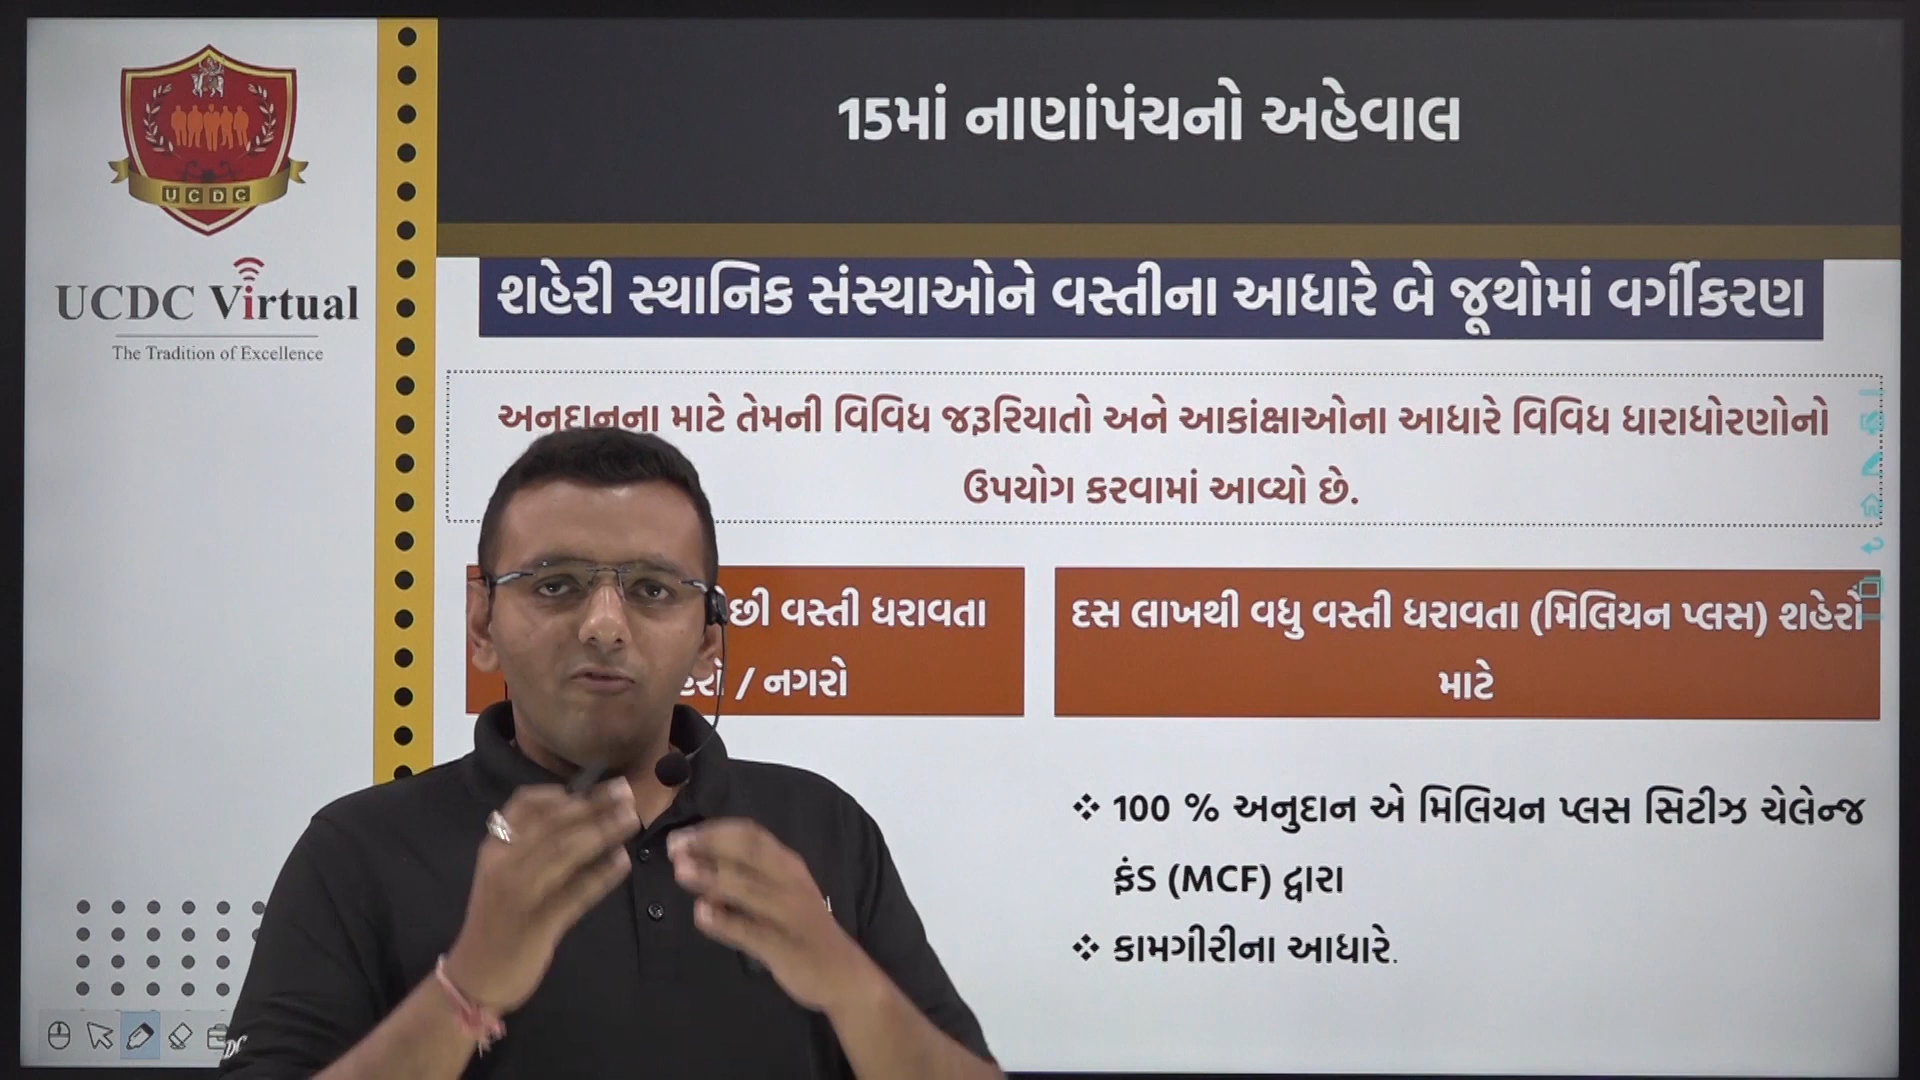 UCDC
UCDC Virtual
The Tradition of Excellence
15માં નાણાંપંચનો અહેવાલ
શહેરી સ્થાનિક સંસ્થાઓને વસ્તીના આધારે બે જૂથોમાં વર્ગીકરણ
અનુદાનના માટે તેમની વિવિધ જરૂરિયાતો અને આકાંક્ષાઓના આધારે વિવિધ ધારાધોરણોનો
ઉપયોગ કરવામાં આવ્યો છે.
વસ્તી ધરાવતા
/ નગરો
દસ લાખથી વધુ વસ્તી ધરાવતા (મિલિયન પ્લસ) શહેરો
માટે
❖ 100 % અનુદાન એ મિલિયન પ્લસ સિટીઝ ચેલેન્જ
ફંડ (MCF) દ્વારા
❖ કામગીરીના આધારે.